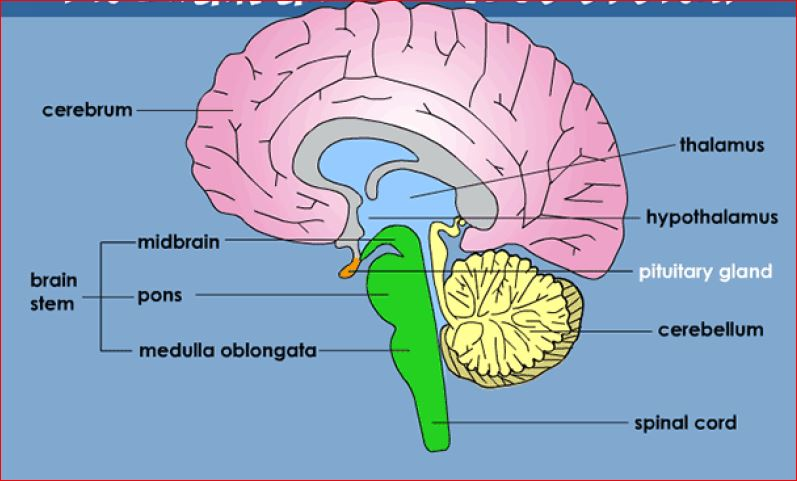 cerebrum
thalamus
hypothalamus
midbrain
pituitary gland
brain
stem
pons
cerebellum
medulla oblongata
spinal cord